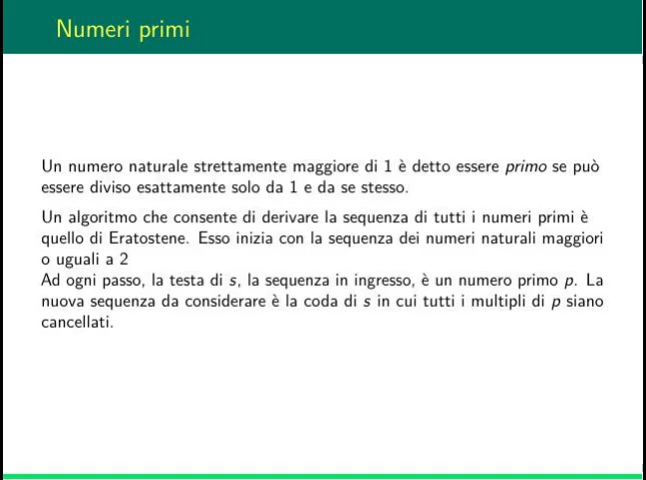 Numeri primi
Un numero naturale strettamente maggiore di 1 è detto essere primo se può
essere diviso esattamente solo da 1 e da se stesso.
Un algoritmo che consente di derivare la sequenza di tutti i numeri primi è
quello di Eratostene. Esso inizia con la sequenza dei numeri naturali maggiori
o uguali a 2
Ad ogni passo, la testa di s, la sequenza in ingresso, è un numero primo p. La
nuova sequenza da considerare è la coda di s in cui tutti i multipli di p siano
cancellati.